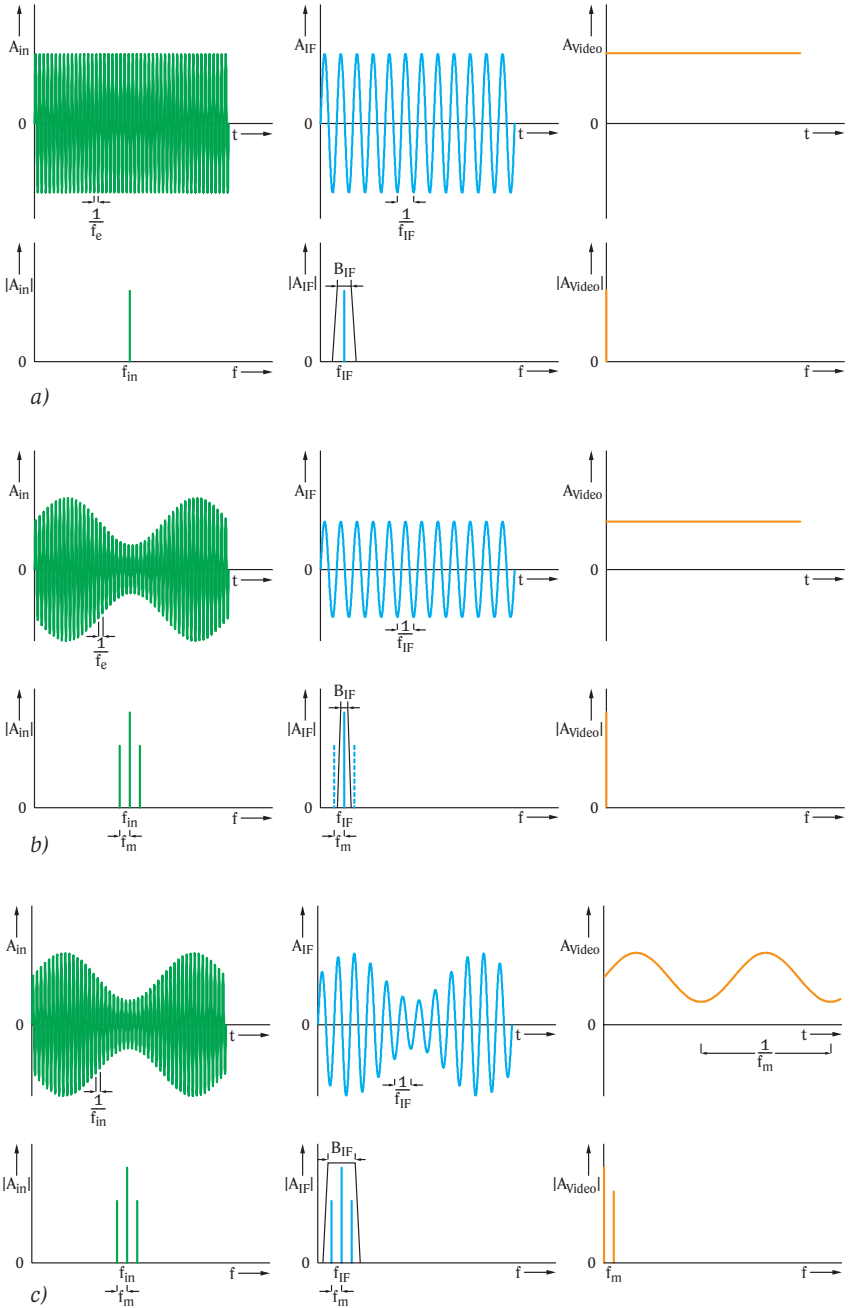 A_in
A_IF
A_Video
0
0
0
t
t
t
1/f_e
1/f_IF
B_IF
|A_in|
|A_IF|
|A_Video|
0
0
0
f_in
f
f_IF
f
f
a)
A_in
A_IF
A_Video
0
0
0
t
t
t
1/f_e
1/f_IF
B_IF
|A_in|
|A_IF|
|A_Video|
0
0
0
f_in
f
f_IF
f
f
f_m
f_m
b)
A_in
A_IF
A_Video
0
0
0
t
t
t
1/f_in
1/f_IF
1/f_m
B_IF
|A_in|
|A_IF|
|A_Video|
0
0
0
f_in
f
f_IF
f
f_m
f
f_m
f_m
c)